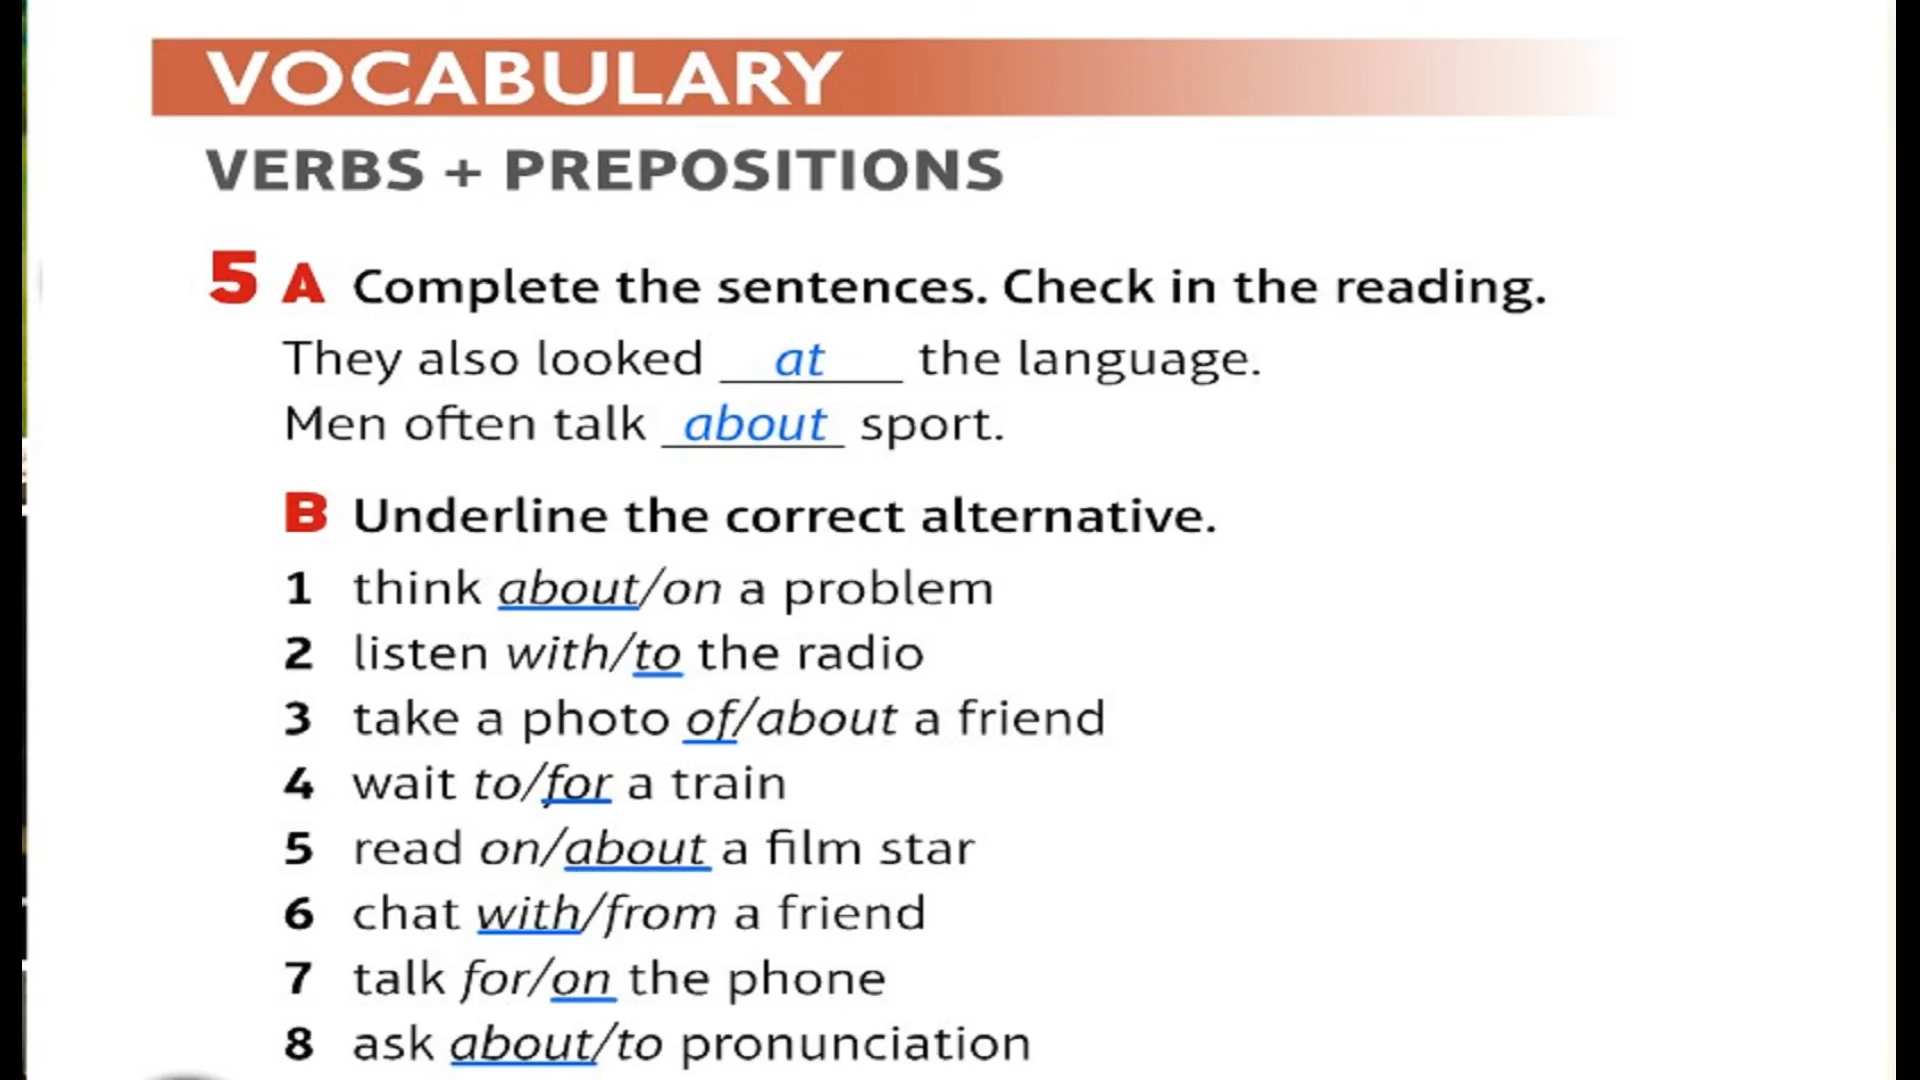 VOCABULARY
VERBS + PREPOSITIONS
5 A Complete the sentences. Check in the reading.
They also looked at the language.
Men often talk about sport.
B Underline the correct alternative.
1 think about/on a problem
2 listen with/to the radio
3 take a photo of/about a friend
4 wait to/for a train
5 read on/about a film star
6 chat with/from a friend
7 talk for/on the phone
8 ask about/to pronunciation